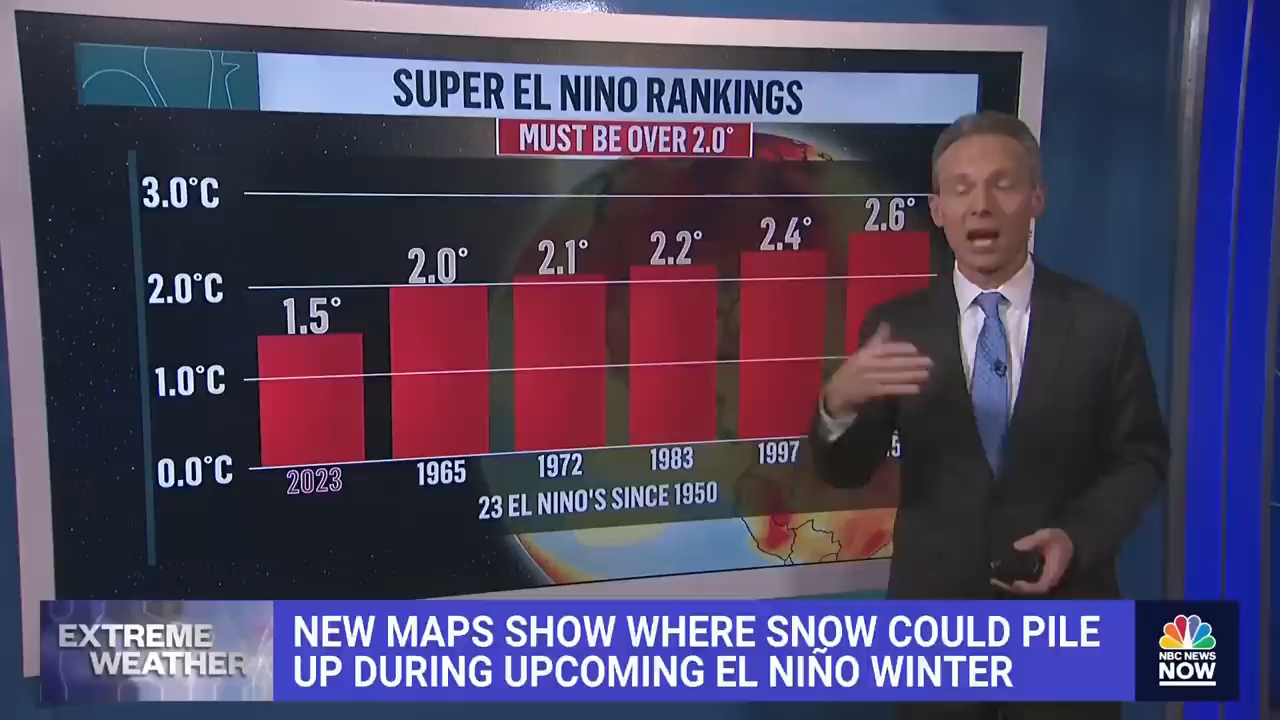 SUPER EL NINO RANKINGS
MUST BE OVER 2.0°
3.0°C
2.0°C
1.0°C
0.0°C
1.5°
2.0°
2.1°
2.2°
2.4°
2.6°
2023
1965
1972
1983
1997
5
23 EL NINO'S SINCE 1950
EXTREME
WEATHER
NEW MAPS SHOW WHERE SNOW COULD PILE
UP DURING UPCOMING EL NIÑO WINTER
NBC NEWS
NOW